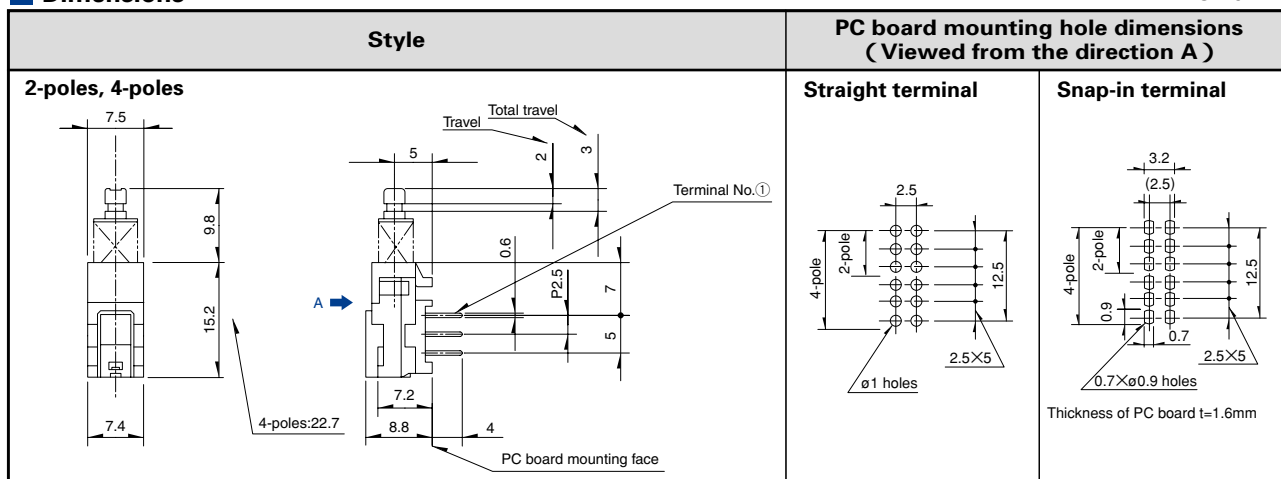 Style
PC board mounting hole dimensions
(Viewed from the direction A)
2-poles, 4-poles
7.5
9.8
15.2
7.4
4-poles:22.7
Travel
Total travel
5
2
3
Terminal No.①
0.6
P2.5
7
5
A
7.2
8.8
4
PC board mounting face
Straight terminal
2.5
4-pole
2-pole
12.5
2.5×5
ø1 holes
Snap-in terminal
3.2
(2.5)
4-pole
2-pole
0.9
12.5
0.7
2.5×5
0.7×ø0.9 holes
Thickness of PC board t=1.6mm